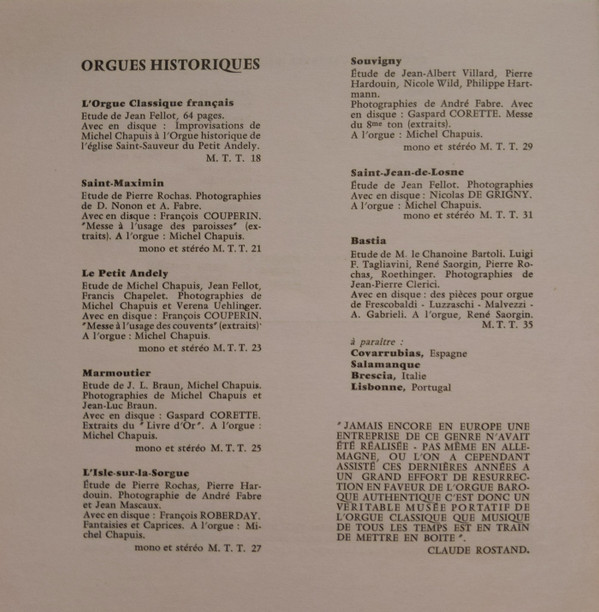 ORGUES HISTORIQUES
L'Orgue Classique français
Etude de Jean Fellot, 64 pages.
Avec en disque : Improvisations de
Michel Chapuis à l'Orgue historique de
l'église Saint-Sauveur du Petit Andely.
M. T. T. 18
Saint-Maximin
Etude de Pierre Rochas. Photographies
de D. Nonon et A. Fabre.
Avec en disque : François COUPERIN.
"Messe à l'usage des paroisses" (ex-
traits). A l'orgue : Michel Chapuis.
mono et stéréo M. T. T. 21
Le Petit Andely
Etude de Michel Chapuis, Jean Fellot,
Francis Chapelet. Photographies de
Michel Chapuis et Verena Uehlinger.
Avec en disque : François COUPERIN.
"Messe à l'usage des couvents" (extraits)
A l'orgue : Michel Chapuis.
mono et stéréo M. T. T. 23
Marmoutier
Etude de J. L. Braun, Michel Chapuis.
Photographies de Michel Chapuis et
Jean-Luc Braun.
Avec en disque : Gaspard CORETTE.
Extraits du " Livre d'Or". A l'orgue :
Michel Chapuis.
mono et stéréo M. T. T. 25
L'Isle-sur-la-Sorgue
Étude de Pierre Rochas, Pierre Har-
douin. Photographie de André Fabre
et Jean Mascaux.
Avec en disque : François ROBERDAY.
Fantaisies et Caprices. A l'orgue : Mi-
chel Chapuis.
mono et stéréo M. T. T. 27
Souvigny
Étude de Jean-Albert Villard, Pierre
Hardouin, Nicole Wild, Philippe Hart-
mann.
Photographies de André Fabre. Avec
en disque : Gaspard CORETTE. Messe
du 8me ton (extraits).
A l'orgue : Michel Chapuis.
mono et stéréo M. T. T. 29
Saint-Jean-de-Losne
Étude de Jean Fellot. Photographies
Avec en disque : Nicolas DE GRIGNY.
A l'orgue : Michel Chapuis.
mono et stéréo M. T. T. 31
Bastia
Etude de M. le Chanoine Bartoli. Luigi
F. Tagliavini, René Saorgin, Pierre Ro-
chas, Roethinger. Photographies de
Jean-Pierre Clerici.
Avec en disque : des pièces pour orgue
de Frescobaldi - Luzzaschi - Malvezzi -
A. Gabrieli. A l'orgue, René Saorgin.
M. T. T. 35
à paraître :
Covarrubias, Espagne
Salamanque
Brescia, Italie
Lisbonne, Portugal
" JAMAIS ENCORE EN EUROPE UNE
ENTREPRISE DE CE GENRE N'AVAIT
ÉTÉ RÉALISÉE - PAS MÊME EN ALLE-
MAGNE, OU L'ON A CEPENDANT
ASSISTÉ CES DERNIÈRES ANNÉES A
UN GRAND EFFORT DE RESURREC-
TION EN FAVEUR DE L'ORGUE BARO-
QUE AUTHENTIQUE C'EST DONC UN
VÉRITABLE MUSÉE PORTATIF DE
L'ORGUE CLASSIQUE QUE MUSIQUE
DE TOUS LES TEMPS EST EN TRAIN
DE METTRE EN BOITE ".
CLAUDE ROSTAND.